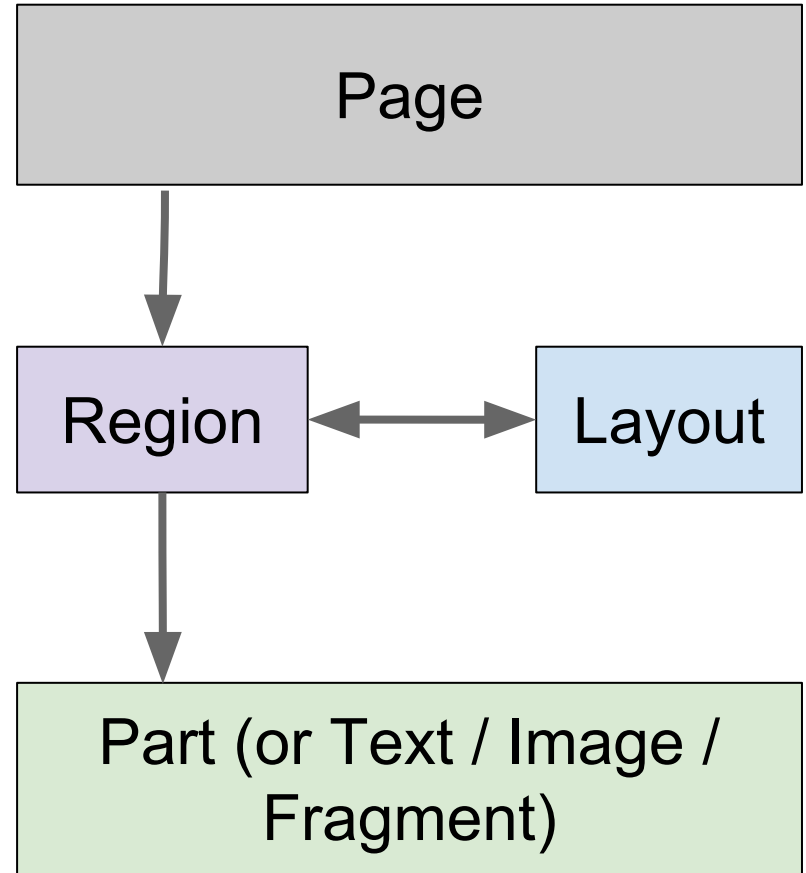 Page
Region
Layout
Part (or Text / Image /
Fragment)